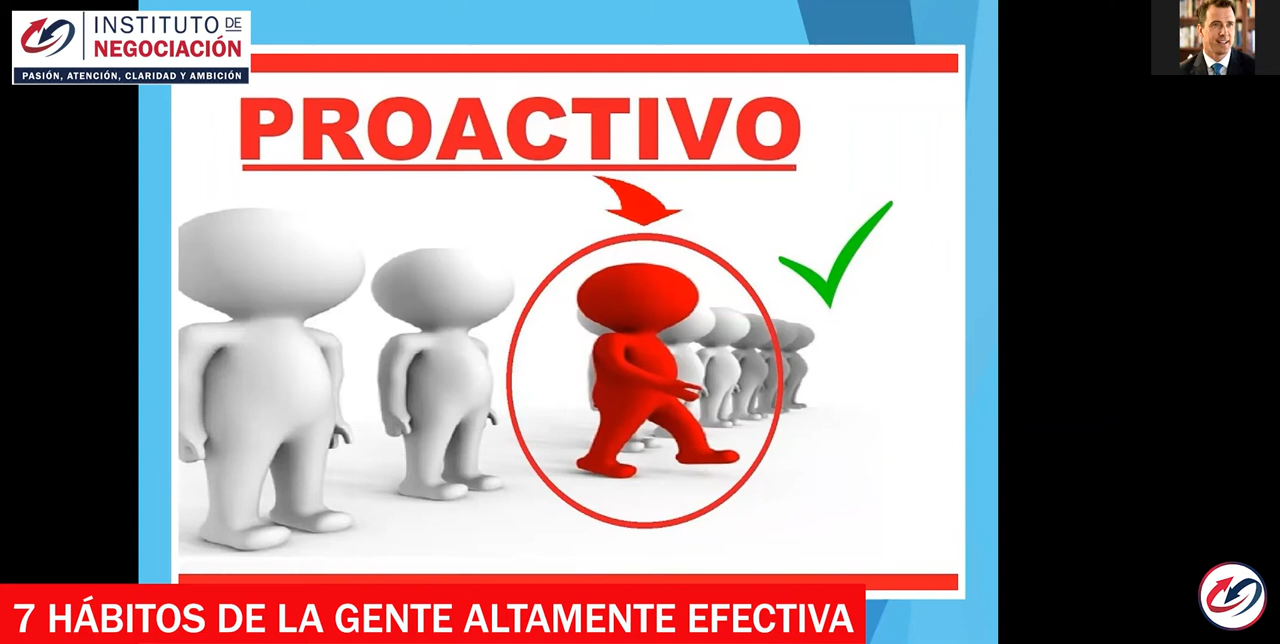 INSTITUTO DE
NEGOCIACIÓN
PASIÓN, ATENCIÓN, CLARIDAD Y AMBICIÓN
PROACTIVO
7 HÁBITOS DE LA GENTE ALTAMENTE EFECTIVA